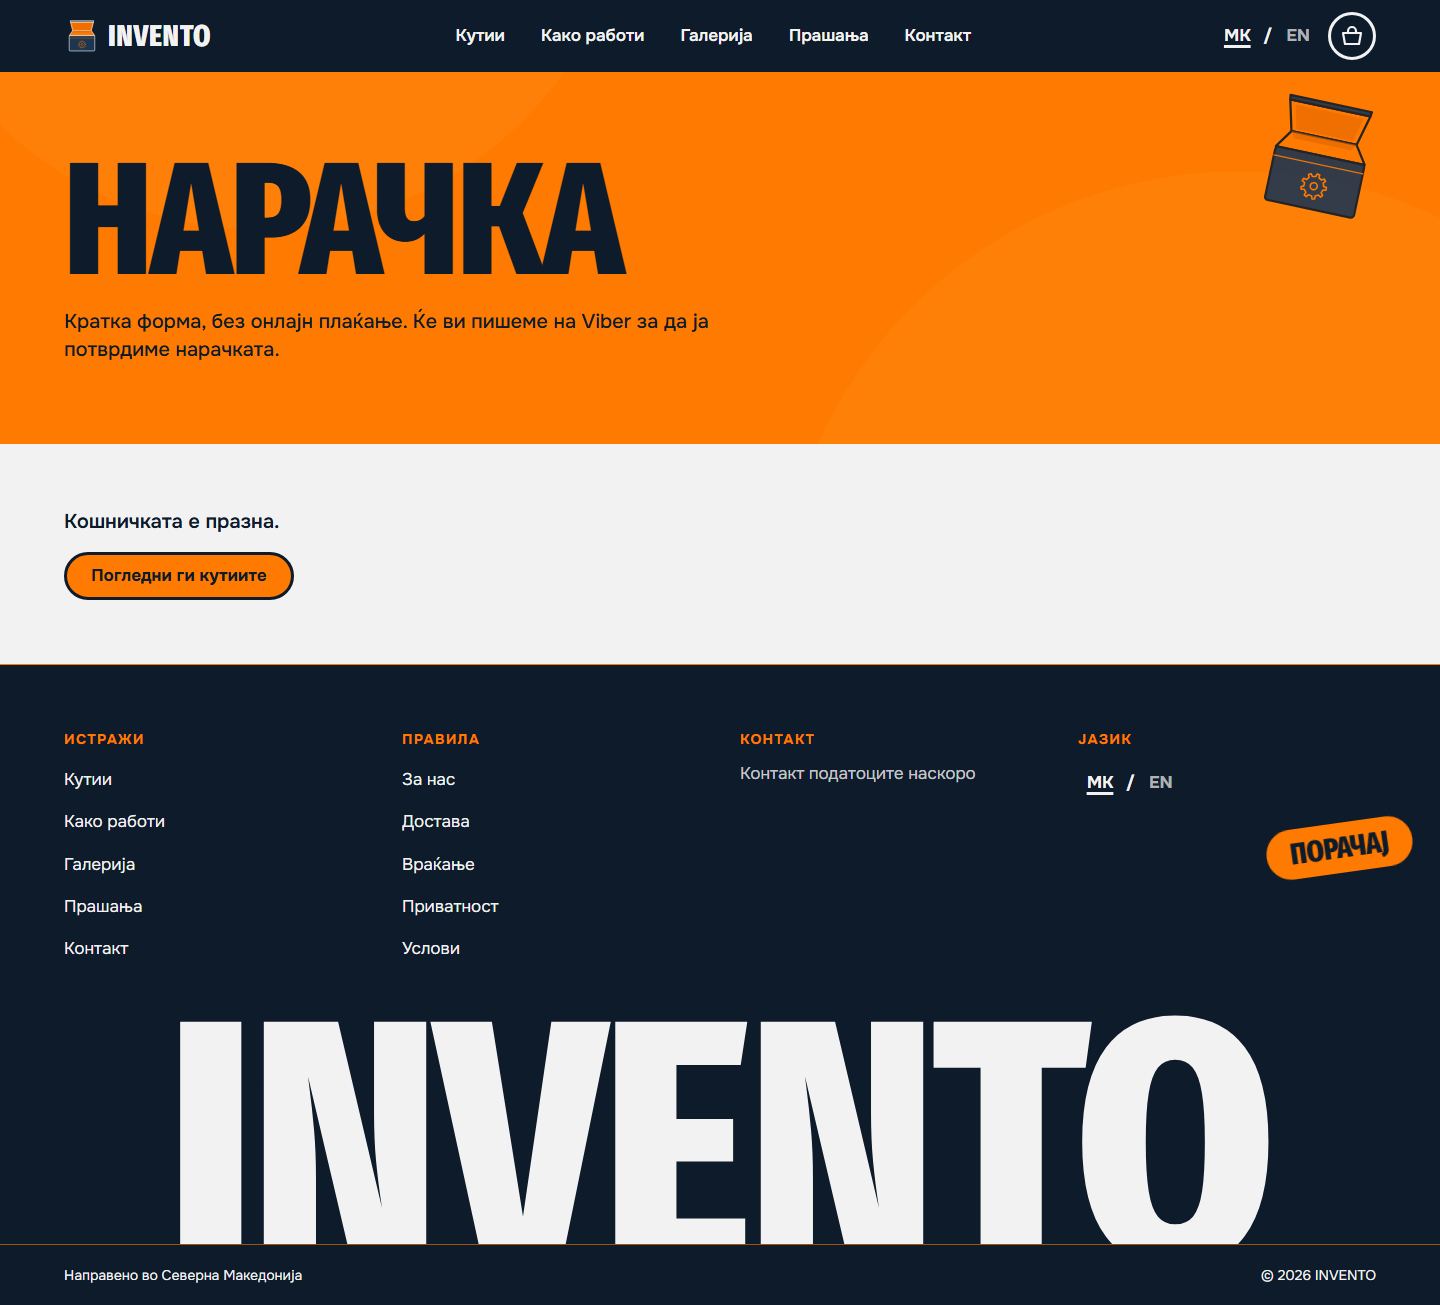 INVENTO
Кутии
Како работи
Галерија
Прашања
Контакт
МК / EN
НАРАЧКА
Кратка форма, без онлајн плаќање. Ќе ви пишеме на Viber за да ја
потврдиме нарачката.
Кошничката е празна.
Погледни ги кутиите
ИСТРАЖИ
Кутии
Како работи
Галерија
Прашања
Контакт
ПРАВИЛА
За нас
Достава
Враќање
Приватност
Услови
КОНТАКТ
Контакт податоците наскоро
ЈАЗИК
МК / EN
ПОРАЧАЈ
INVENTO
Направено во Северна Македонија
© 2026 INVENTO